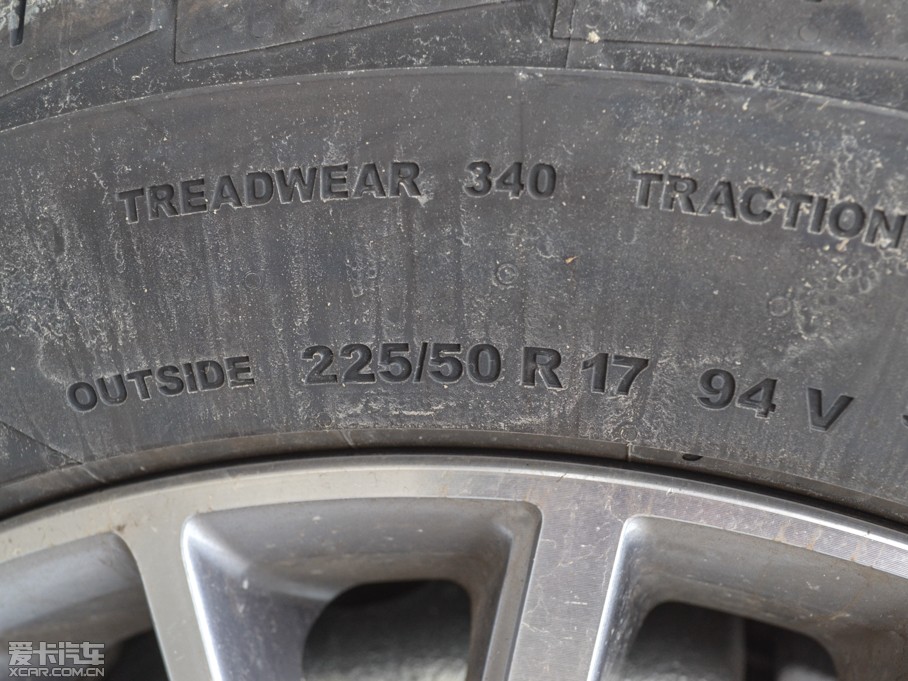 TREADWEAR 340 TRACTION
OUTSIDE 225/50 R 17 94 V
爱卡汽车
XCAR.COM.CN